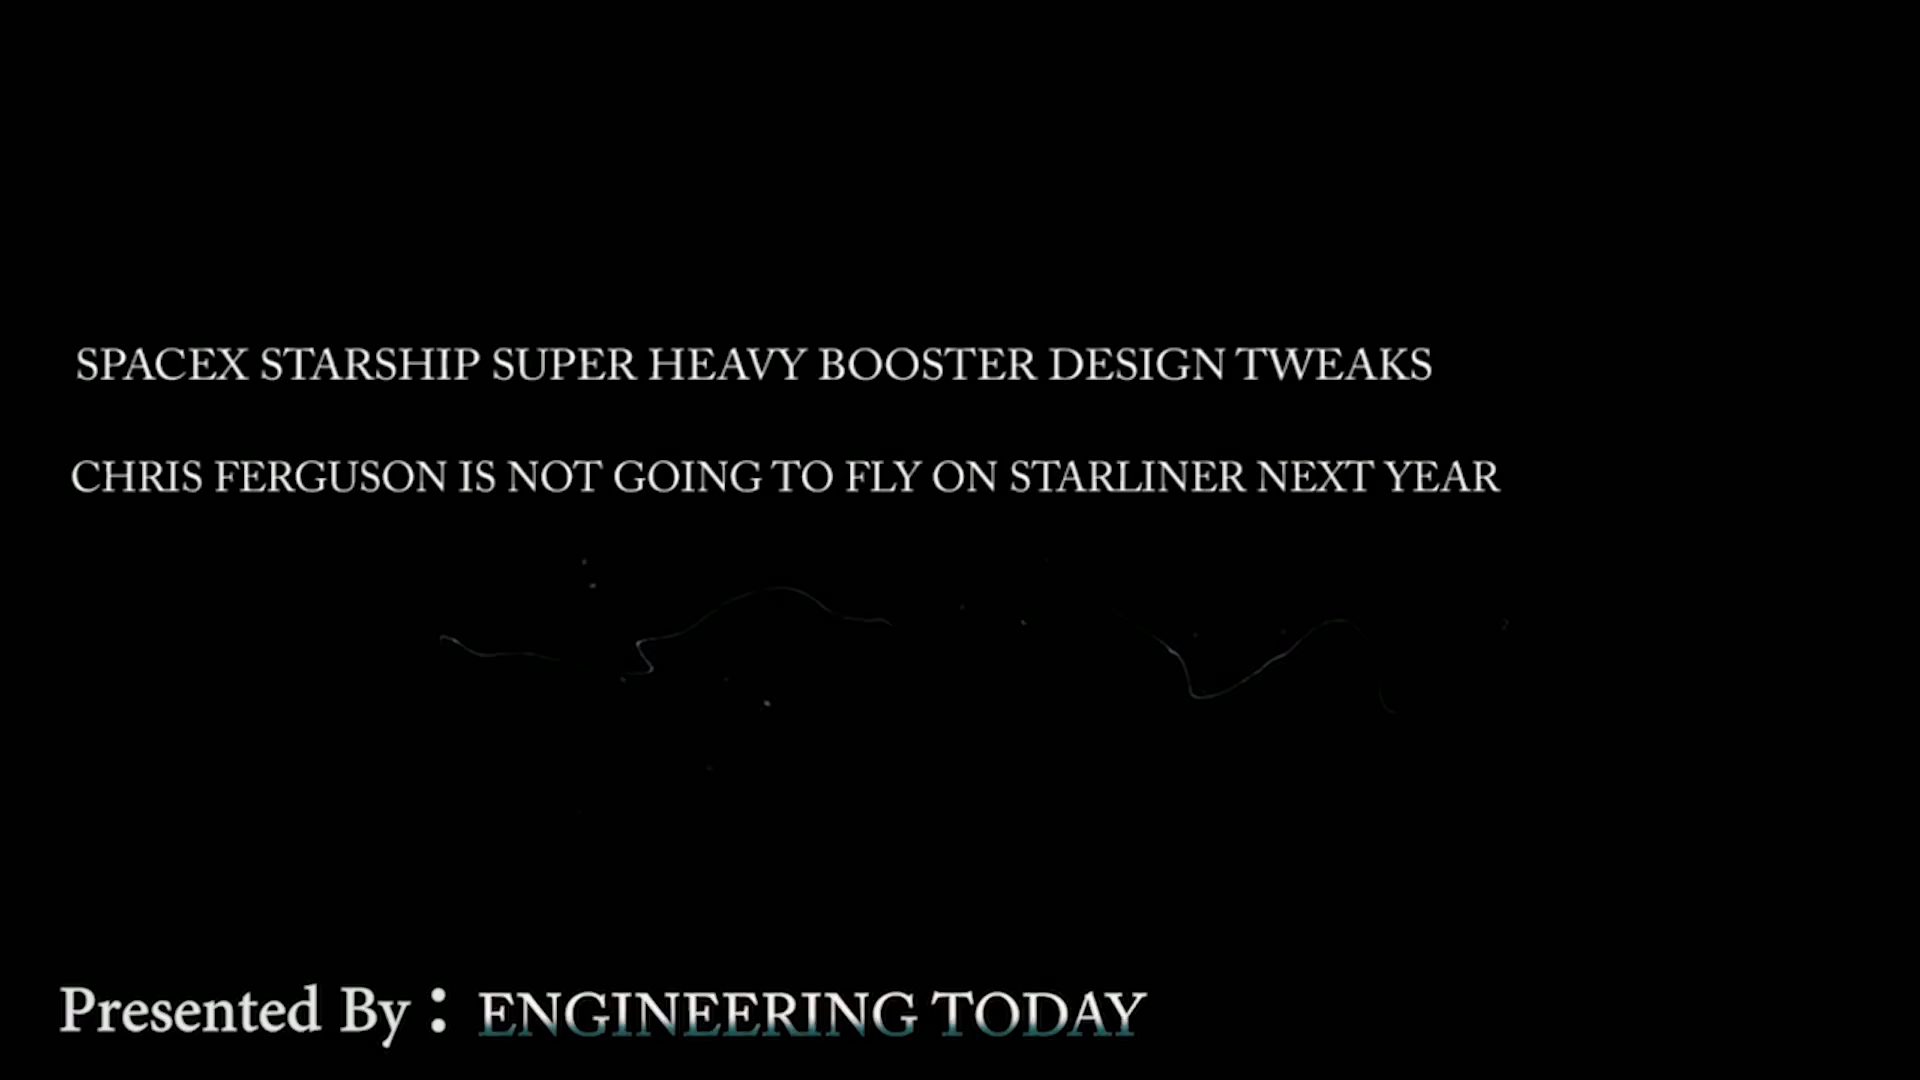 SPACEX STARSHIP SUPER HEAVY BOOSTER DESIGN TWEAKS
CHRIS FERGUSON IS NOT GOING TO FLY ON STARLINER NEXT YEAR
Presented By : ENGINEERING TODAY